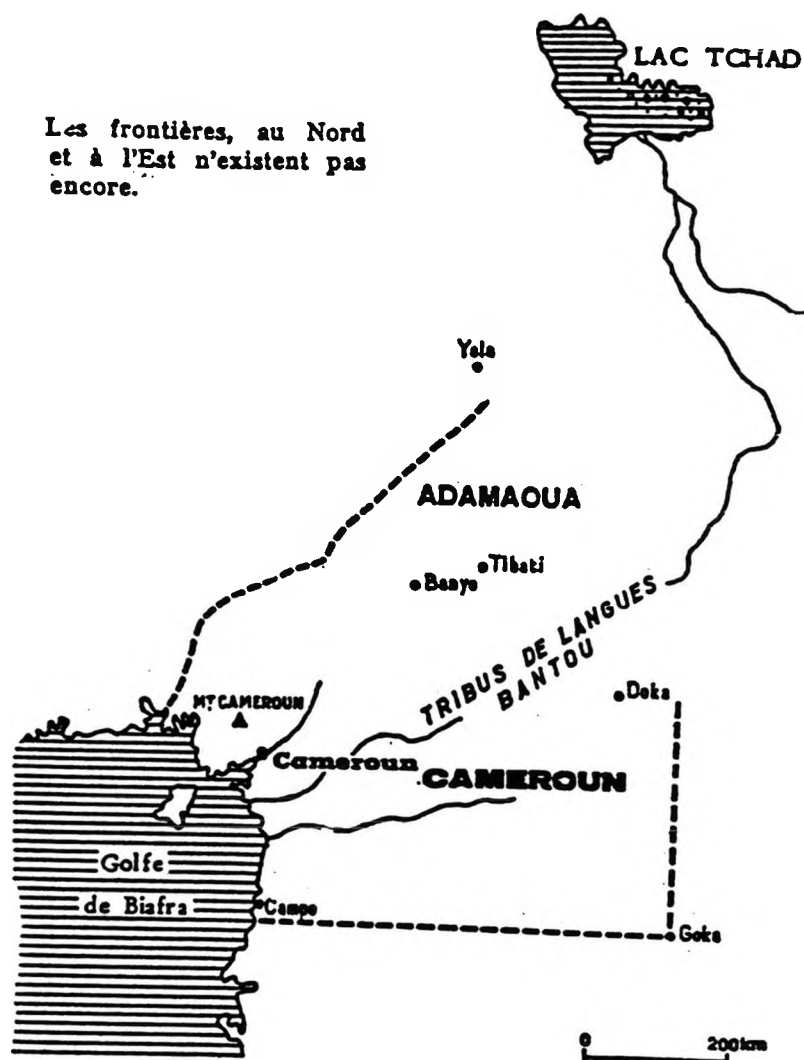 LAC TCHAD
Les frontières, au Nord
et à l'Est n'existent pas
encore.
Yola
ADAMAOUA
Tibati
Banyo
TRIBUS DE LANGUES
BANTOU
Doka
MT CAMEROUN
Cameroun
CAMEROUN
Golfe
de Biafra
Campo
Goka
0 200km